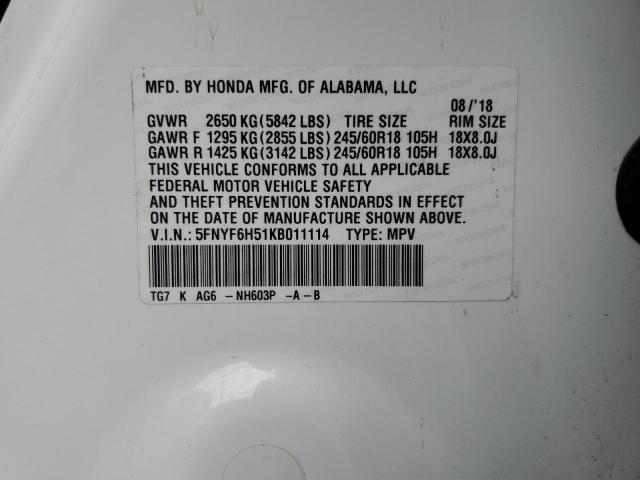 MFD. BY HONDA MFG. OF ALABAMA, LLC
08/'18
GVWR 2650 KG(5842 LBS) TIRE SIZE RIM SIZE
GAWR F 1295 KG(2855 LBS) 245/60R18 105H 18X8.0J
GAWR R 1425 KG(3142 LBS) 245/60R18 105H 18X8.0J
THIS VEHICLE CONFORMS TO ALL APPLICABLE
FEDERAL MOTOR VEHICLE SAFETY
AND THEFT PREVENTION STANDARDS IN EFFECT
ON THE DATE OF MANUFACTURE SHOWN ABOVE.
V.I.N.: 5FNYF6H51KB011114 TYPE: MPV
TG7 K AG6 -NH603P -A-B